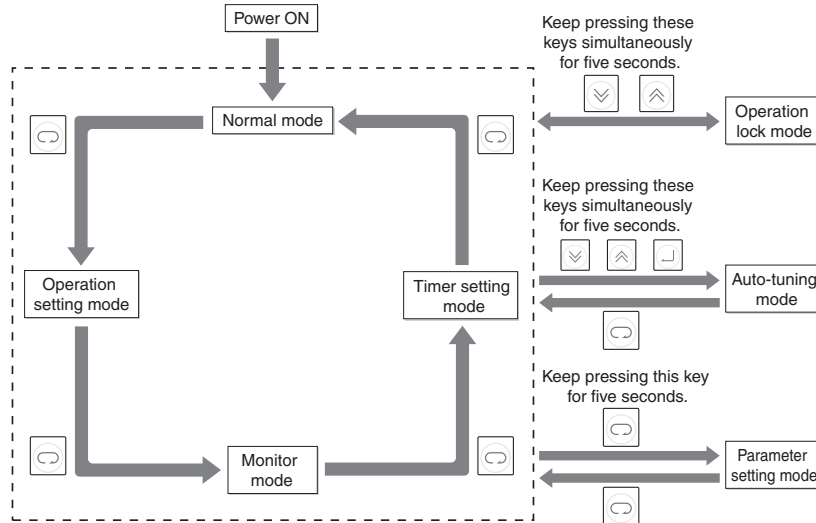 Power ON
Keep pressing these
keys simultaneously
for five seconds.
Normal mode
Operation
lock mode
Keep pressing these
keys simultaneously
for five seconds.
Operation
setting mode
Timer setting
mode
Auto-tuning
mode
Keep pressing this key
for five seconds.
Monitor
mode
Parameter
setting mode